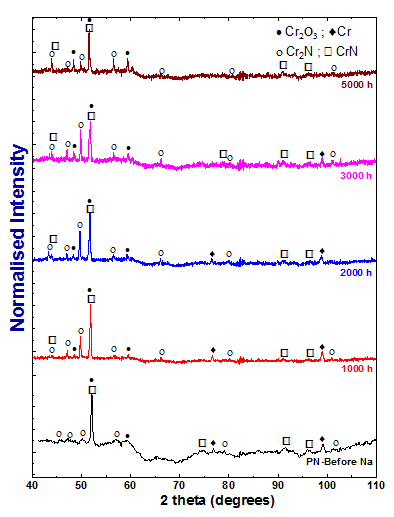 ● Cr₂O₃ ; ♦ Cr
○ Cr₂N ; □ CrN
5000 h
3000 h
2000 h
1000 h
PN-Before Na
Normalised Intensity
40 50 60 70 80 90 100 110
2 theta (degrees)